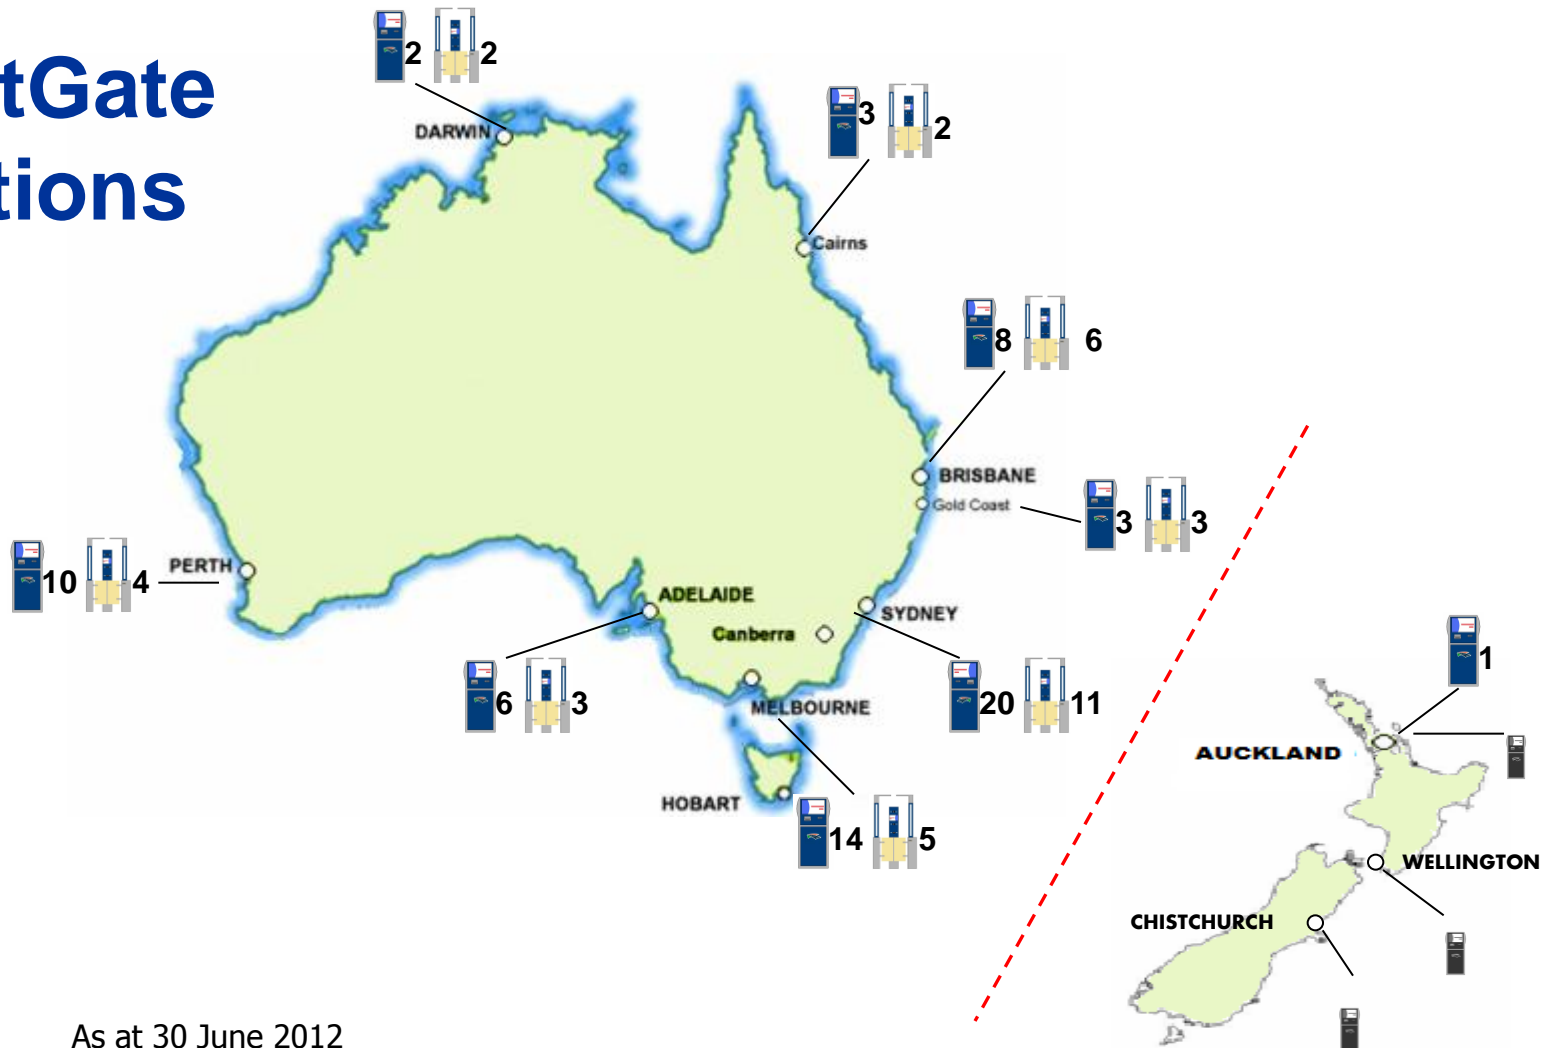 tGate
tions
2 2
DARWIN
3 2
Cairns
8 6
BRISBANE
Gold Coast
3 3
PERTH
10 4
ADELAIDE
SYDNEY
Canberra
6 3
20 11
MELBOURNE
HOBART
14 5
1
AUCKLAND
WELLINGTON
CHISTCHURCH
As at 30 June 2012